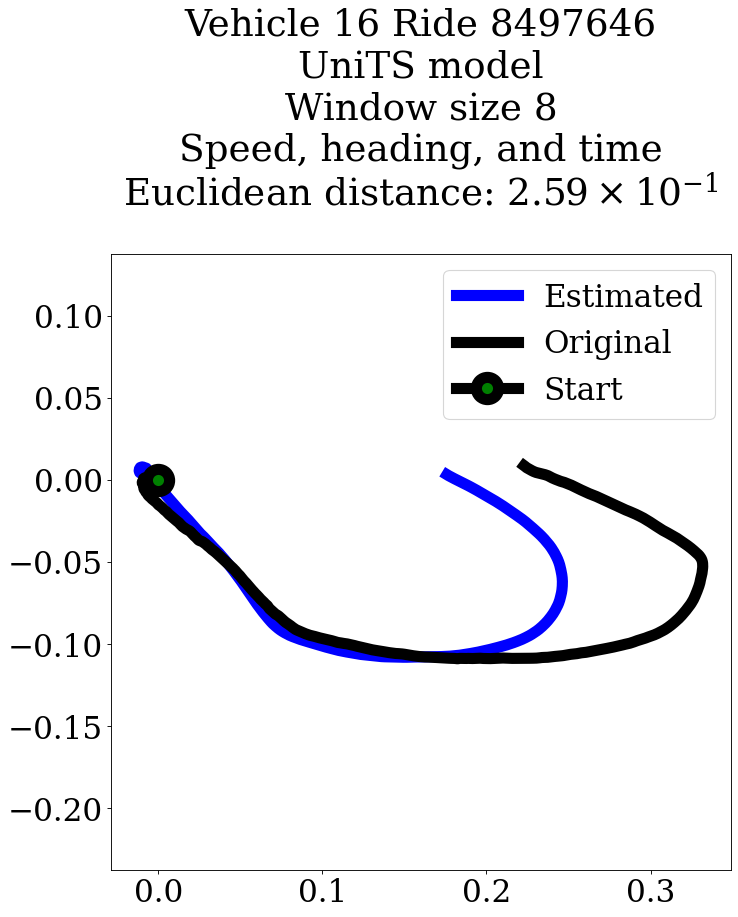 Vehicle 16 Ride 8497646
UniTS model
Window size 8
Speed, heading, and time
Euclidean distance: 2.59 × 10⁻¹
Estimated
Original
Start
0.10
0.05
0.00
−0.05
−0.10
−0.15
−0.20
0.0 0.1 0.2 0.3